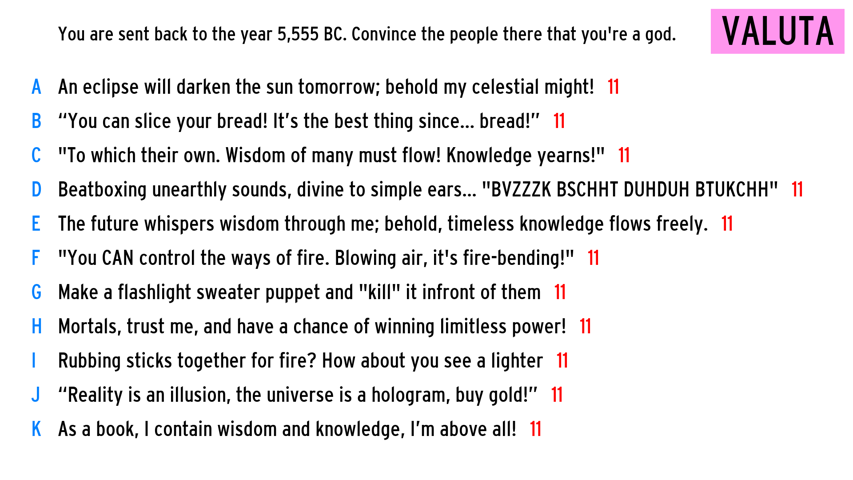 You are sent back to the year 5,555 BC. Convince the people there that you're a god.
VALUTA
A An eclipse will darken the sun tomorrow; behold my celestial might! 11
B “You can slice your bread! It’s the best thing since... bread!” 11
C "To which their own. Wisdom of many must flow! Knowledge yearns!" 11
D Beatboxing unearthly sounds, divine to simple ears... "BVZZZK BSCHHT DUHDUH BTUKCHH" 11
E The future whispers wisdom through me; behold, timeless knowledge flows freely. 11
F "You CAN control the ways of fire. Blowing air, it's fire-bending!" 11
G Make a flashlight sweater puppet and "kill" it infront of them 11
H Mortals, trust me, and have a chance of winning limitless power! 11
I Rubbing sticks together for fire? How about you see a lighter 11
J “Reality is an illusion, the universe is a hologram, buy gold!” 11
K As a book, I contain wisdom and knowledge, I’m above all! 11